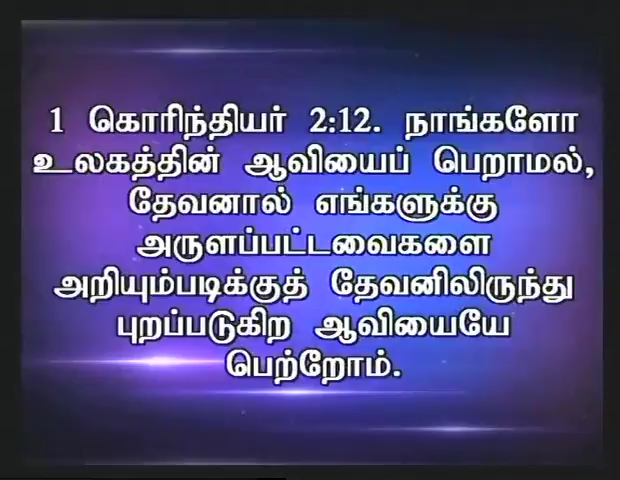 1 கொரிந்தியர் 2:12. நாங்களோ
உலகத்தின் ஆவியைப் பெறாமல்,
தேவனால் எங்களுக்கு
அருளப்பட்டவைகளை
அறியும்படிக்குத் தேவனிலிருந்து
புறப்படுகிற ஆவியையே
பெற்றோம்.